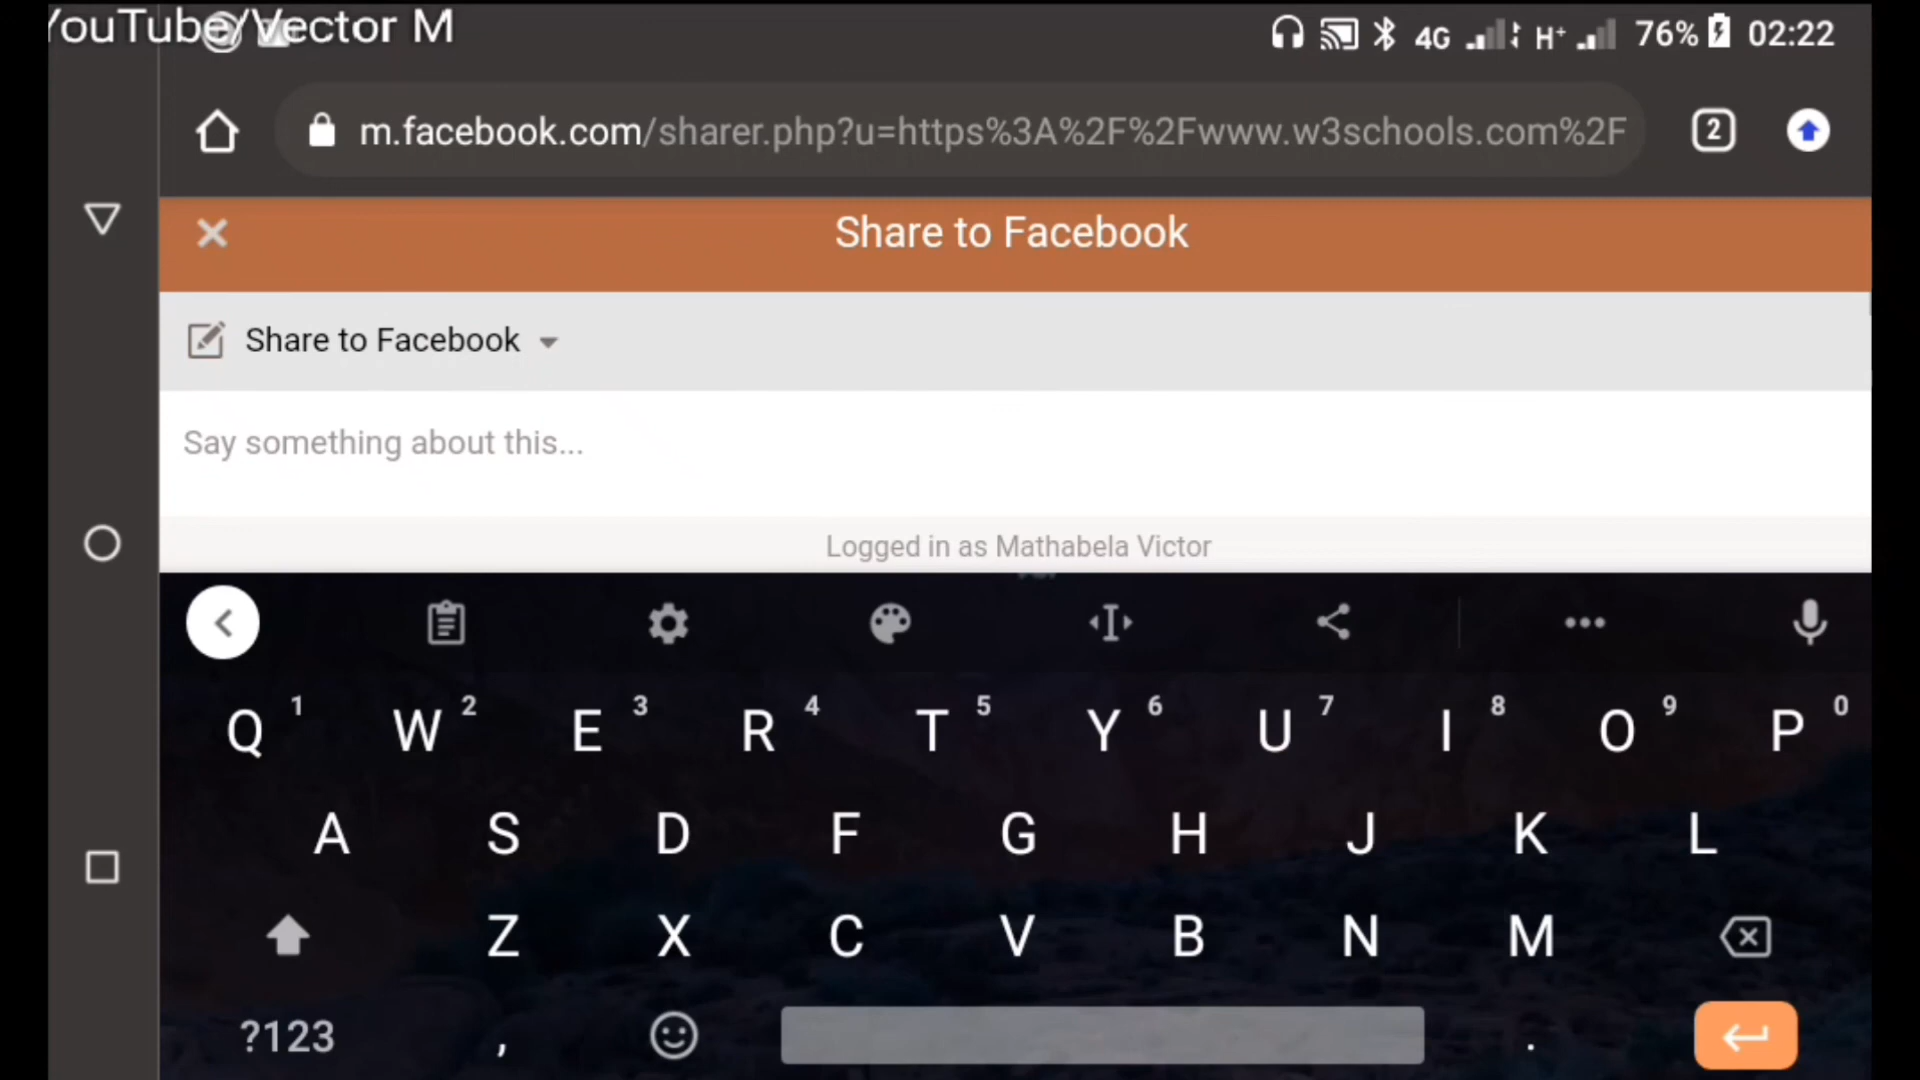 YouTube/Vector M
4G H+ 76% 02:22
m.facebook.com/sharer.php?u=https%3A%2F%2Fwww.w3schools.com%2F 2
Share to Facebook
Share to Facebook
Say something about this...
Logged in as Mathabela Victor
Q 1 W 2 E 3 R 4 T 5 Y 6 U 7 I 8 O 9 P 0
A S D F G H J K L
Z X C V B N M
?123 , .